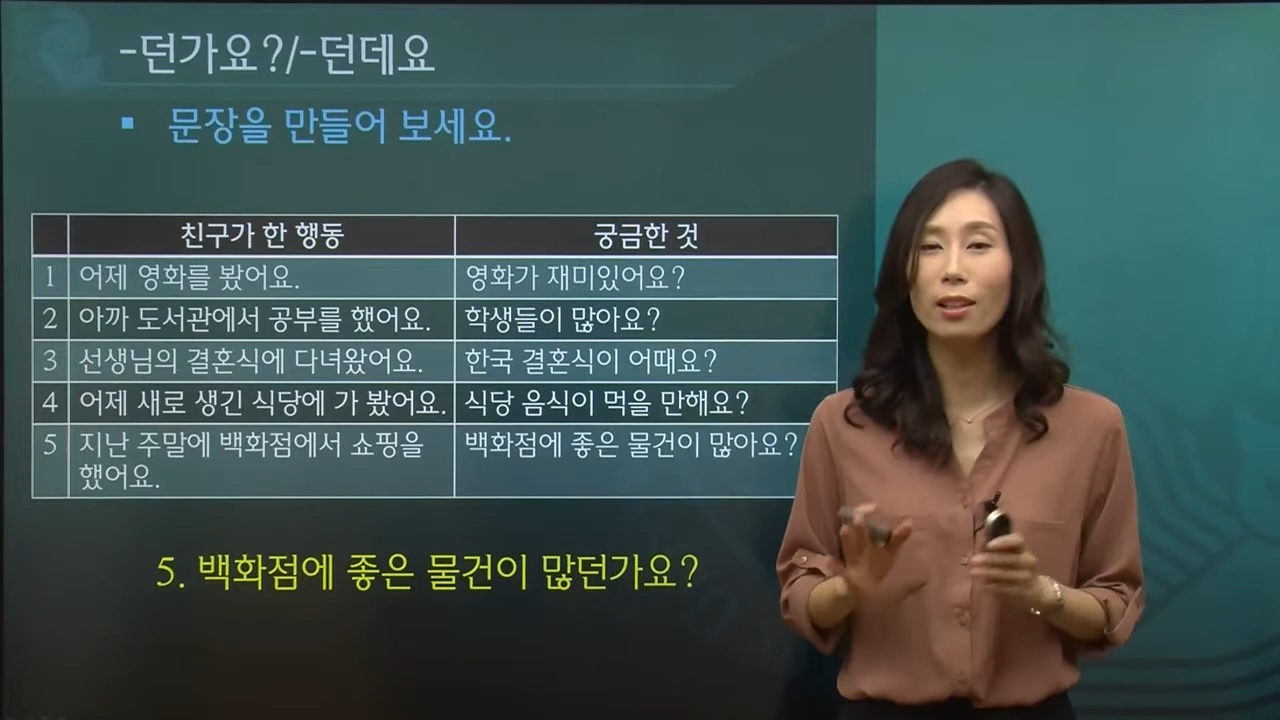 -던가요?/-던데요
▪ 문장을 만들어 보세요.
친구가 한 행동 궁금한 것
1 어제 영화를 봤어요. 영화가 재미있어요?
2 아까 도서관에서 공부를 했어요. 학생들이 많아요?
3 선생님의 결혼식에 다녀왔어요. 한국 결혼식이 어때요?
4 어제 새로 생긴 식당에 가 봤어요. 식당 음식이 먹을 만해요?
5 지난 주말에 백화점에서 쇼핑을 백화점에 좋은 물건이 많아요?
했어요.
5. 백화점에 좋은 물건이 많던가요?